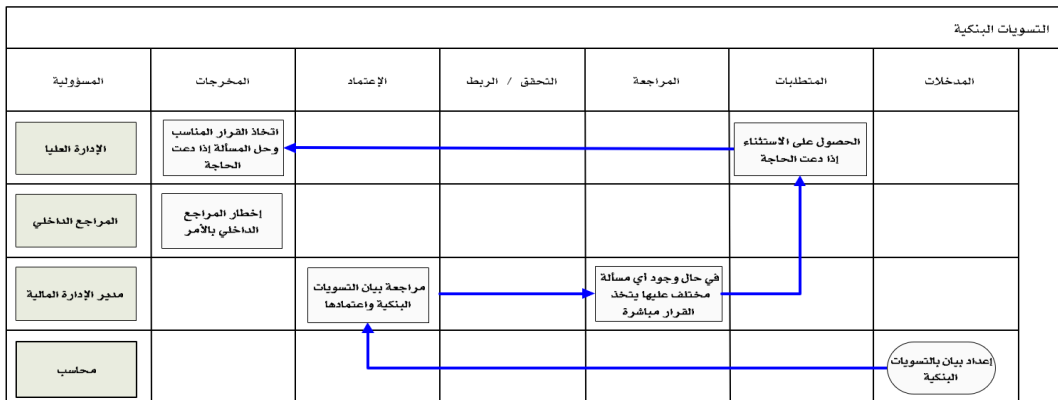 التسويات البنكية
المدخلات
المتطلبات
المراجعة
التحقق / الربط
الإعتماد
المخرجات
المسؤولية
الحصول على الاستثناء
إذا دعت الحاجة
اتخاذ القرار المناسب
وحل المسألة إذا دعت
الحاجة
الإدارة العليا
إخطار المراجع
الداخلي بالأمر
المراجع الداخلي
في حال وجود أي مسألة
مختلف عليها يتخذ
القرار مباشرة
مراجعة بيان التسويات
البنكية واعتمادها
مدير الإدارة المالية
إعداد بيان بالتسويات
البنكية
محاسب